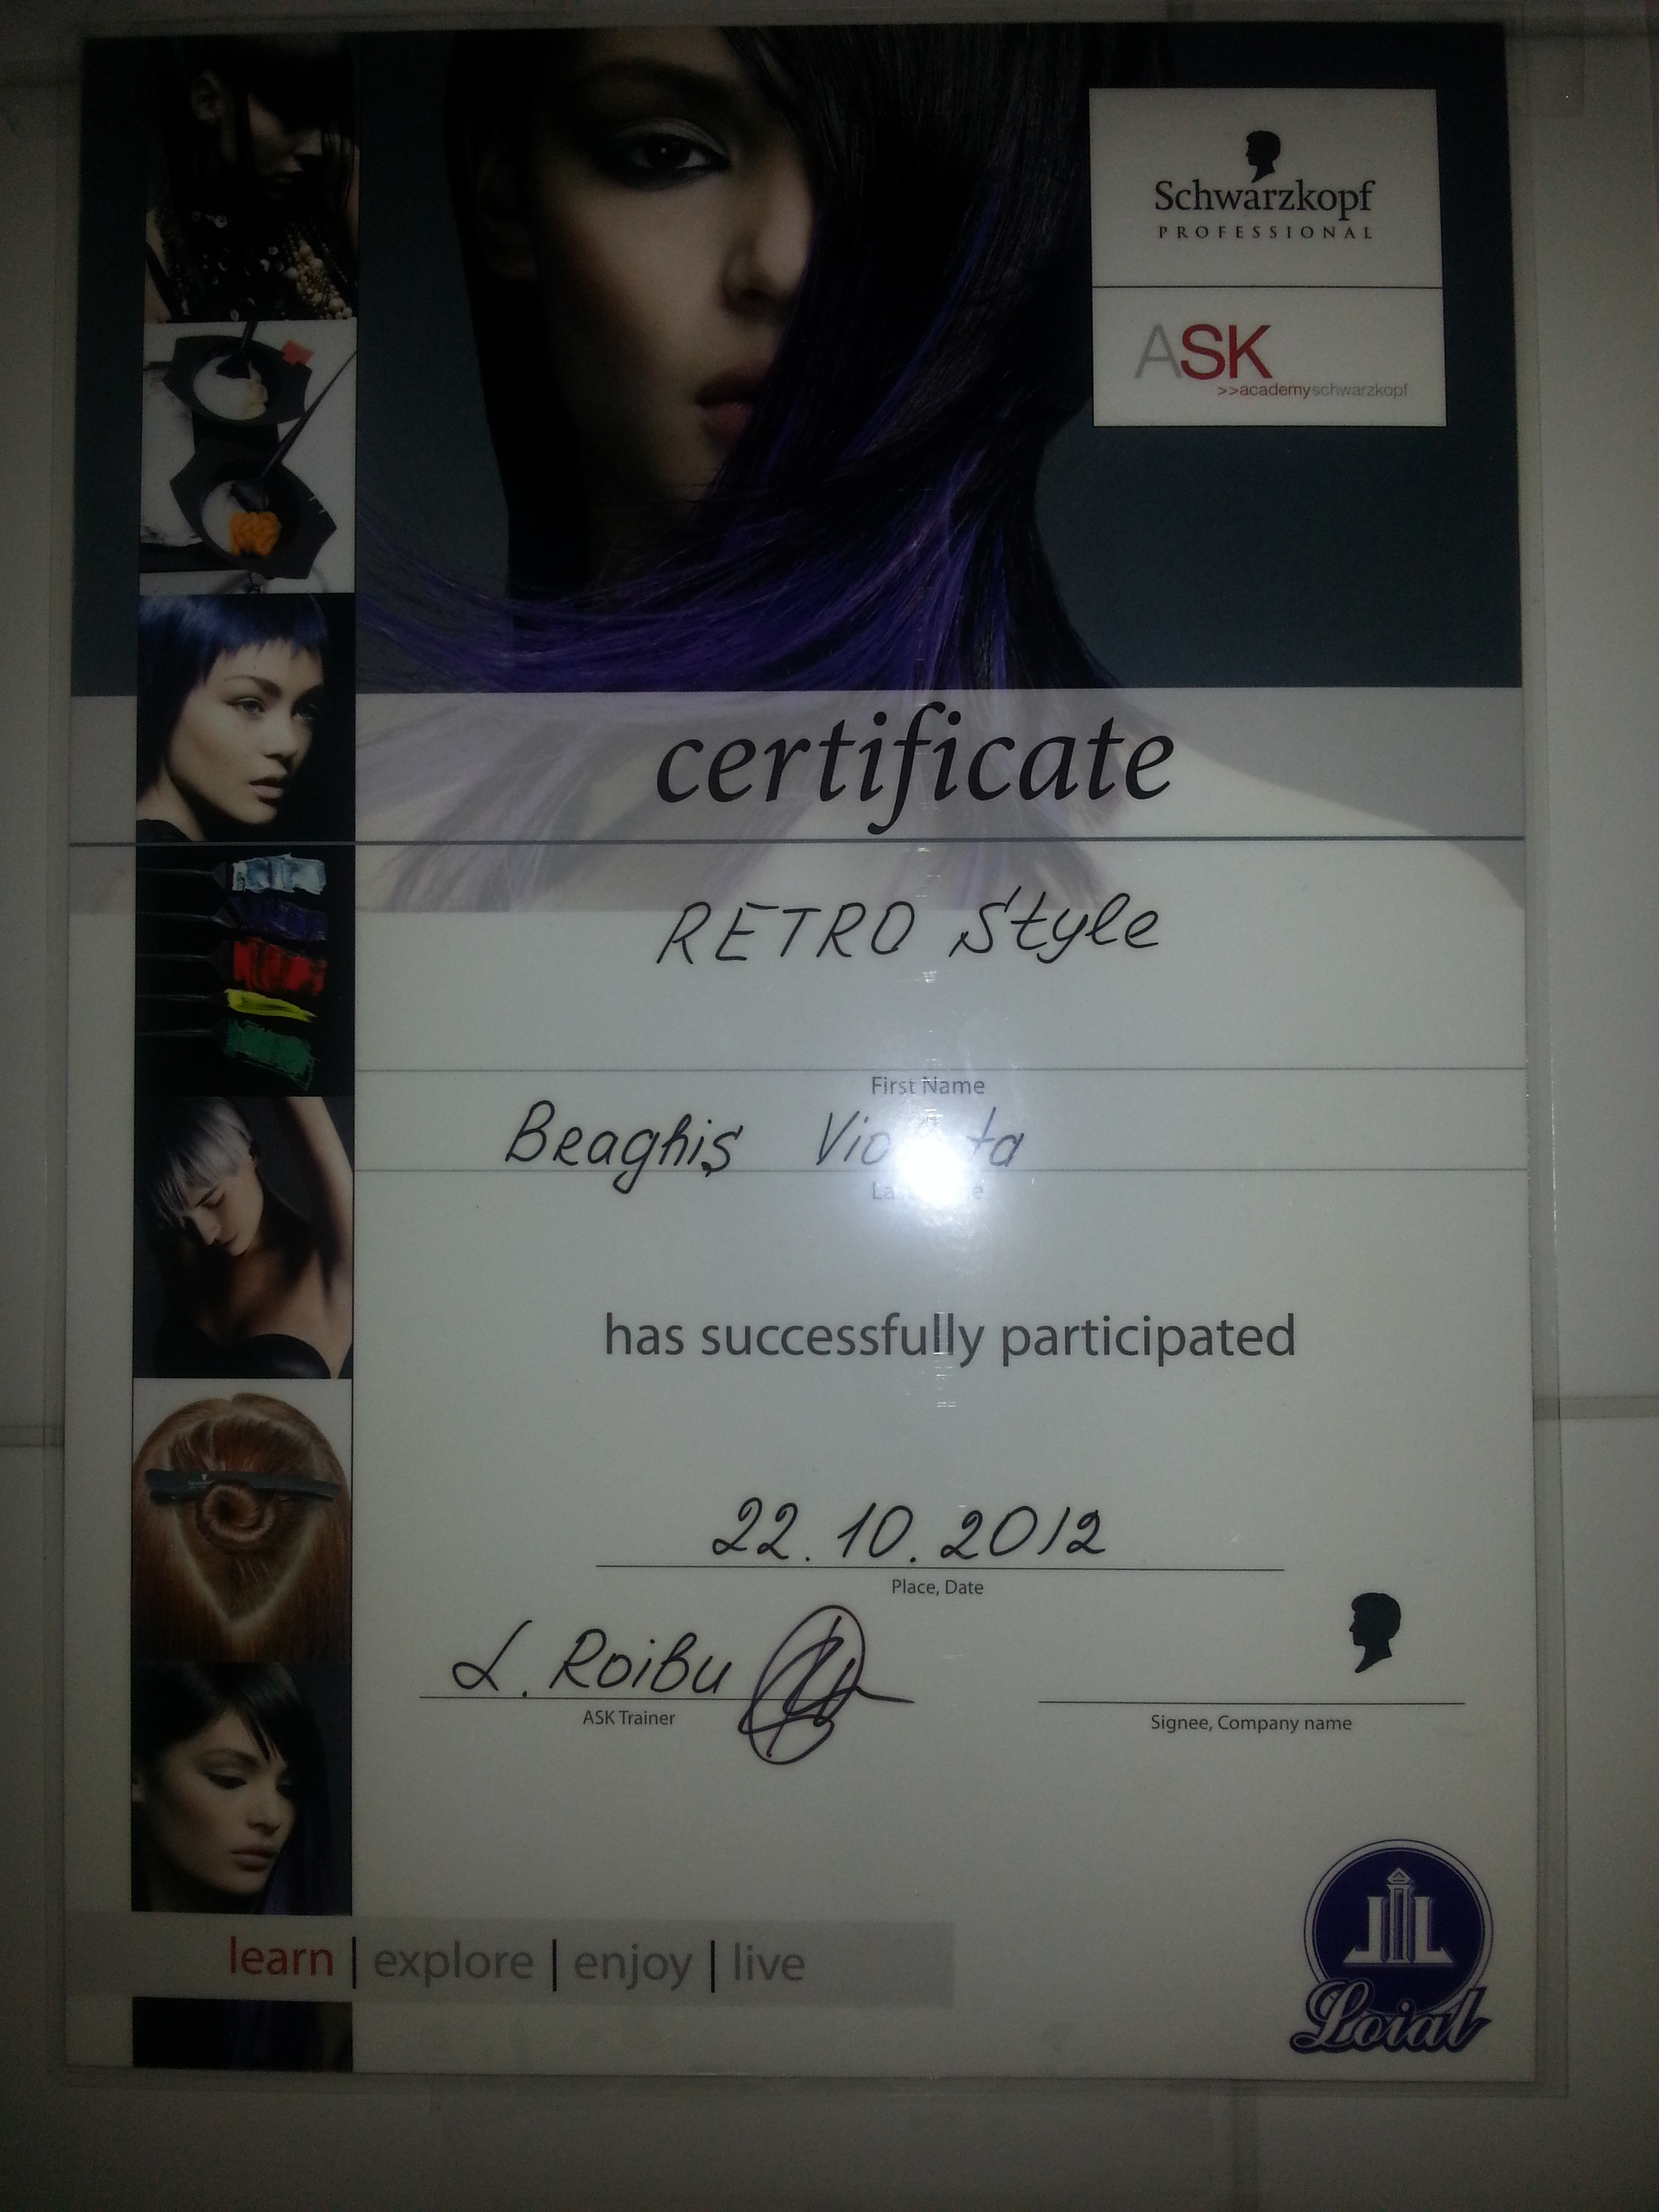 Schwarzkopf
PROFESSIONAL
ASK
>>academyschwarzkopf
certificate
RETRO Style
First Name
Beaghiș
has successfully participated
22.10.2012
Place, Date
L. Roibu
ASK Trainer
Signee, Company name
learn | explore | enjoy | live
Loial